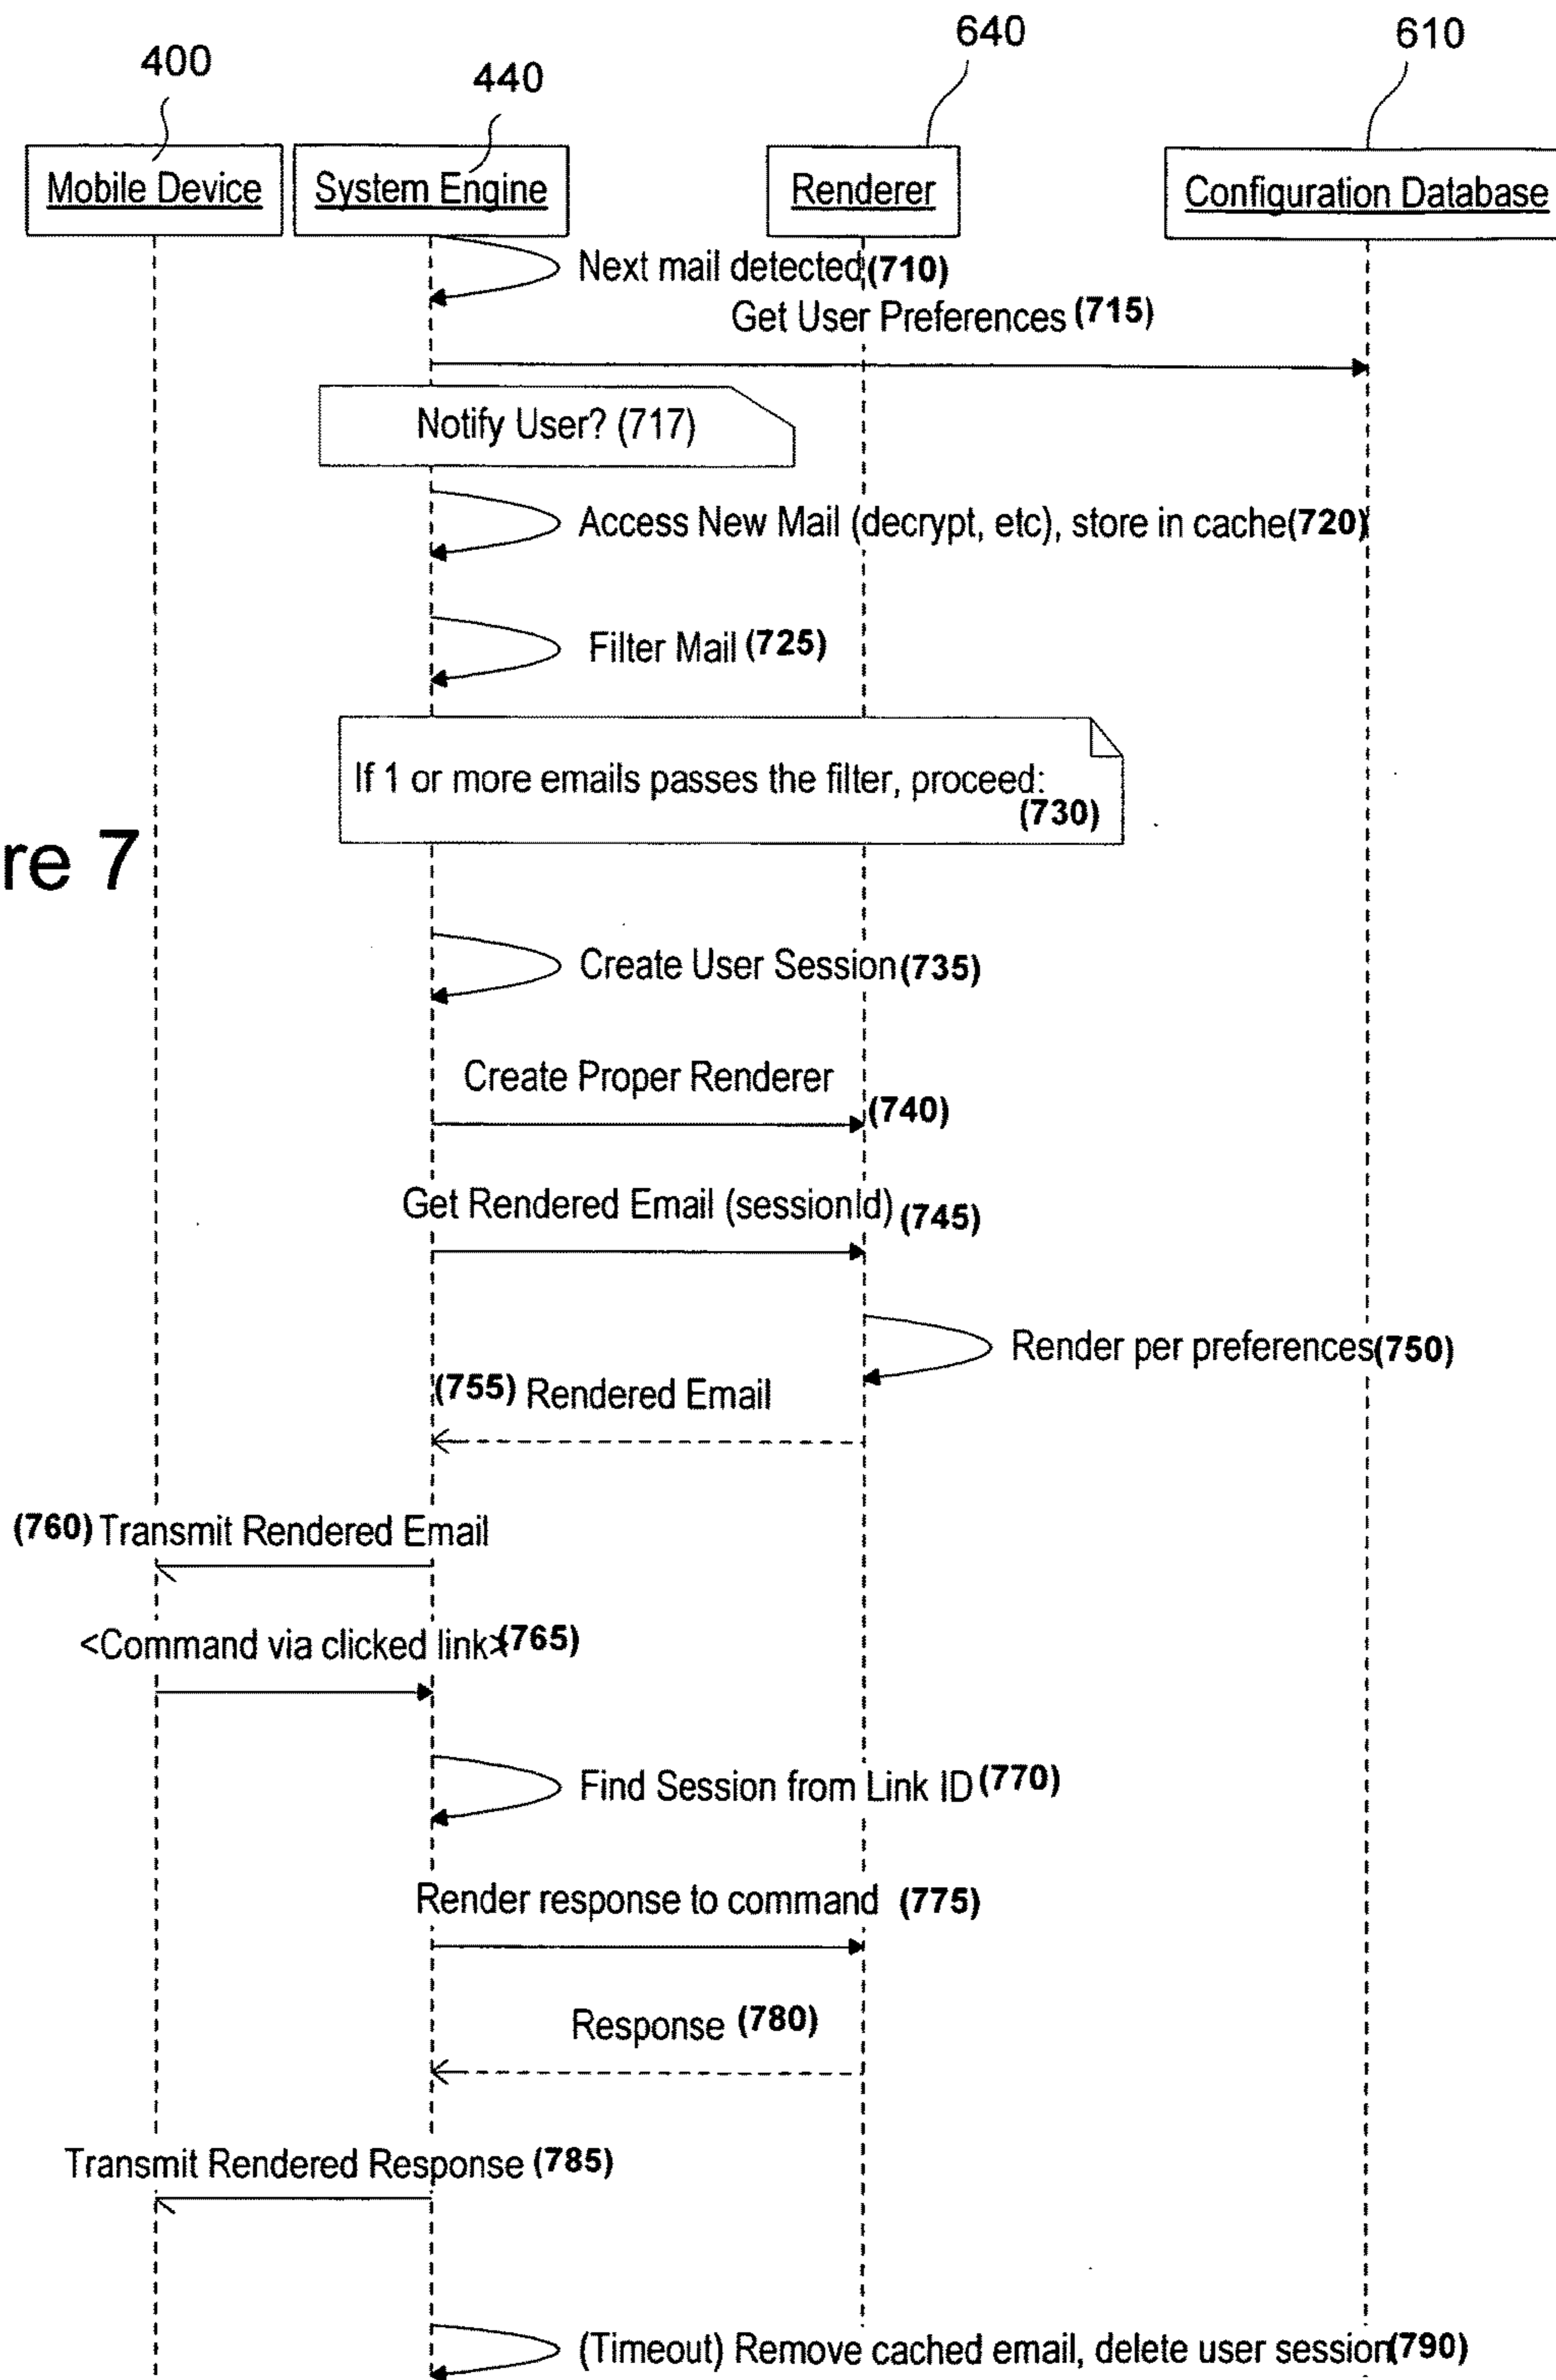 400
440
640
610
Mobile Device
System Engine
Renderer
Configuration Database
Next mail detected(710)
Get User Preferences (715)
Notify User? (717)
Access New Mail (decrypt, etc), store in cache(720)
Filter Mail (725)
If 1 or more emails passes the filter, proceed:
(730)
re 7
Create User Session(735)
Create Proper Renderer
(740)
Get Rendered Email (sessionId) (745)
Render per preferences(750)
(755) Rendered Email
(760) Transmit Rendered Email
<Command via clicked link>(765)
Find Session from Link ID (770)
Render response to command (775)
Response (780)
Transmit Rendered Response (785)
(Timeout) Remove cached email, delete user session(790)